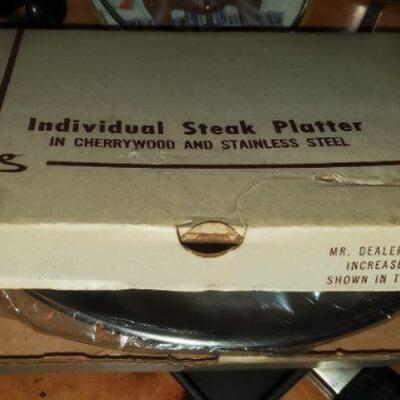 Individual Steak Platter
IN CHERRYWOOD AND STAINLESS STEEL
MR. DEALER
INCREASE
SHOWN IN T